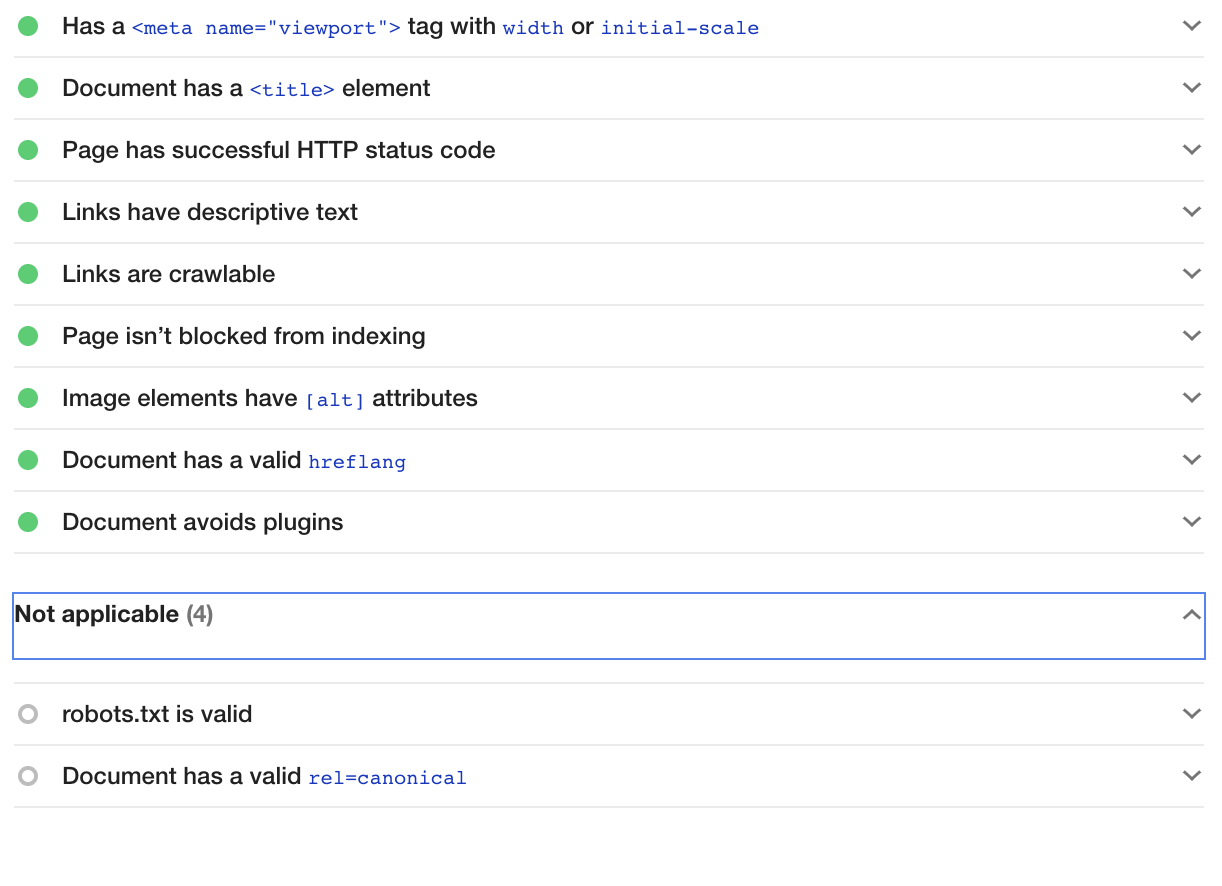 Has a <meta name="viewport"> tag with width or initial-scale
Document has a <title> element
Page has successful HTTP status code
Links have descriptive text
Links are crawlable
Page isn’t blocked from indexing
Image elements have [alt] attributes
Document has a valid hreflang
Document avoids plugins
Not applicable (4)
robots.txt is valid
Document has a valid rel=canonical